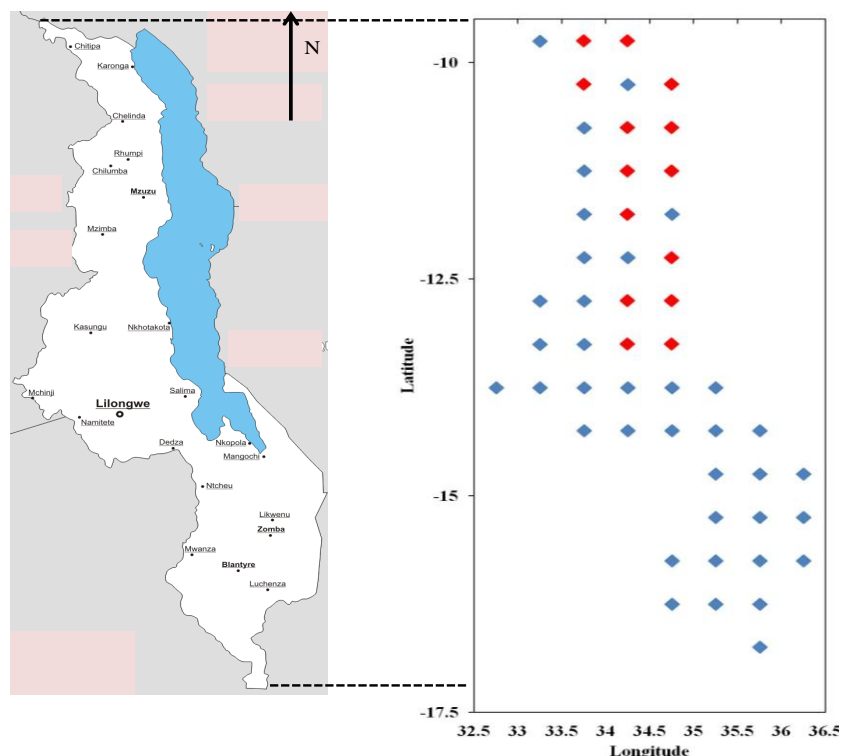 N
Chitipa
Karonga
Chelinda
Rhumpi
Chilumba
Mzuzu
Mzimba
Nkhotakota
Kasungu
Salima
Mchinji
Lilongwe
Namitete
Dedza
Nkopola
Mangochi
Ntcheu
Likwenu
Zomba
Mwanza
Blantyre
Luchenza
-10
-12.5
-15
-17.5
Latitude
32.5 33 33.5 34 34.5 35 35.5 36 36.5
Longitude